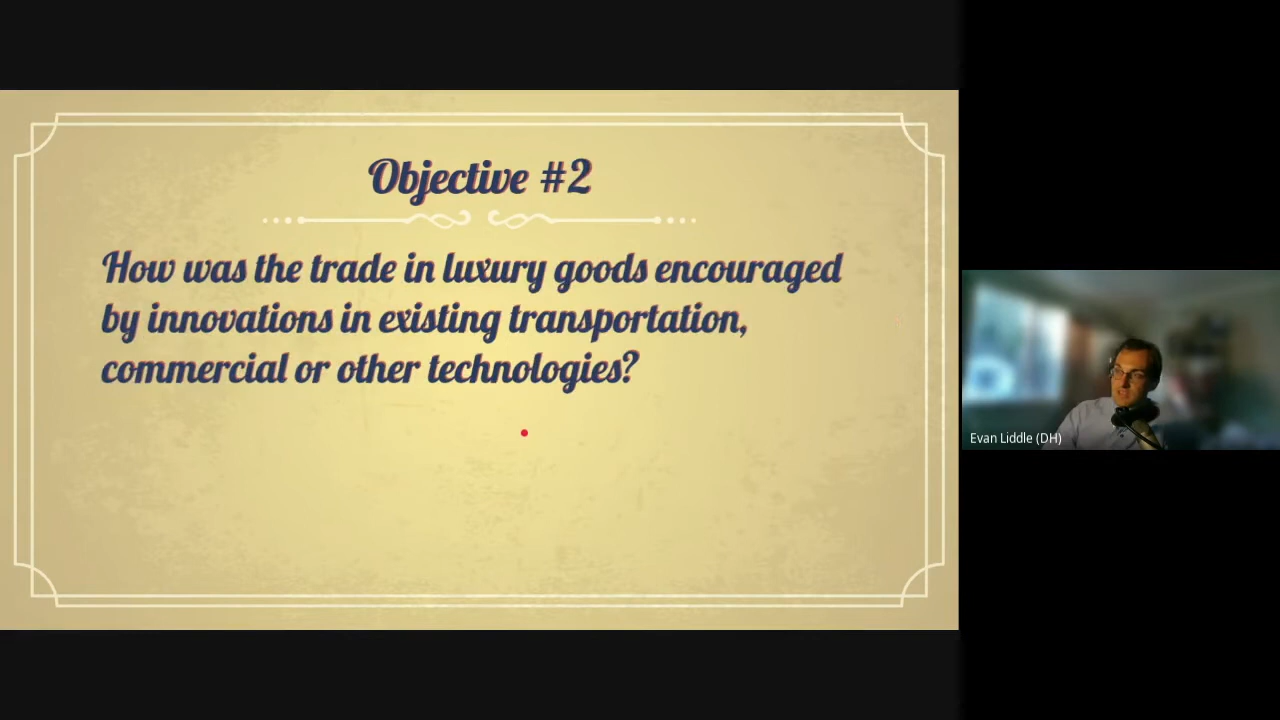 Objective #2
How was the trade in luxury goods encouraged
by innovations in existing transportation,
commercial or other technologies?
Evan Liddle (DH)